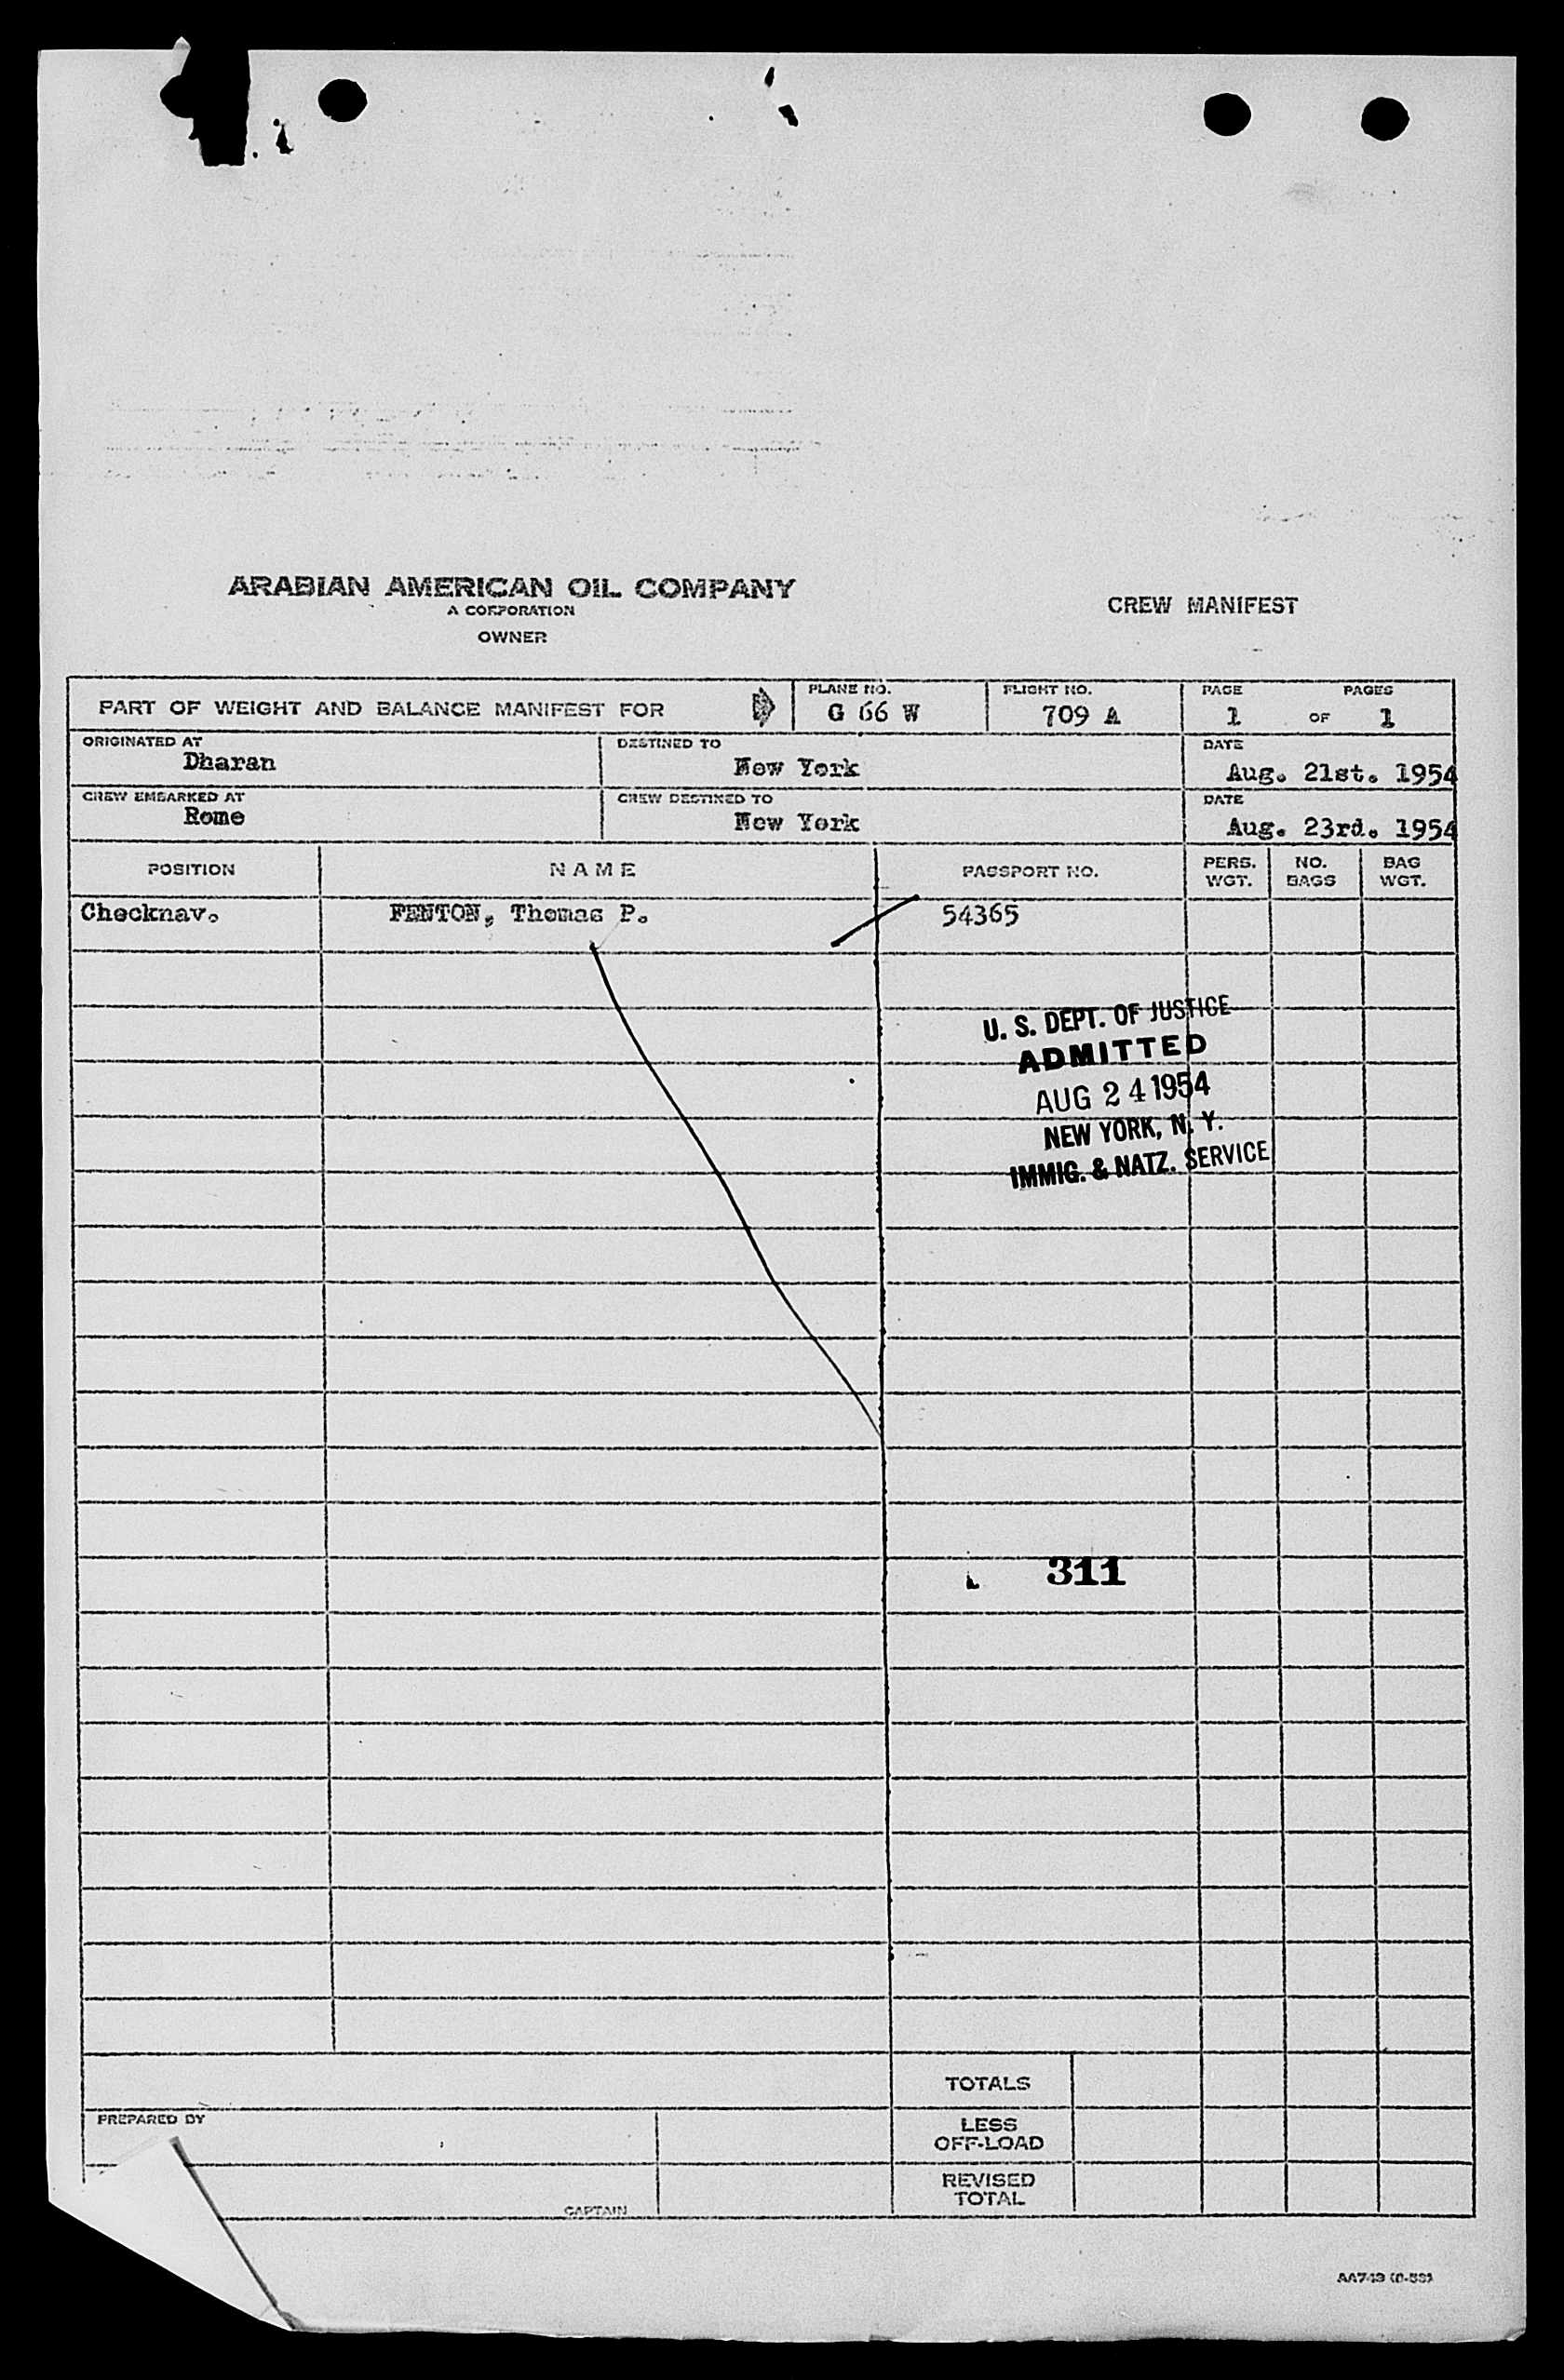 ARABIAN AMERICAN OIL COMPANY
A CORPORATION
OWNER
CREW MANIFEST
PART OF WEIGHT AND BALANCE MANIFEST FOR
PLANE NO.
G 66 W
FLIGHT NO.
709 A
PAGE PAGES
1 OF 1
ORIGINATED AT
Dharan
DESTINED TO
New York
DATE
Aug. 21st. 1954
CREW EMBARKED AT
Rome
CREW DESTINED TO
New York
DATE
Aug. 23rd. 1954
POSITION NAME PASSPORT NO. PERS. WGT. NO. BAGS BAG WGT.
Checknav. FENTON, Thomas P. 54365
U. S. DEPT. OF JUSTICE
ADMITTED
AUG 24 1954
NEW YORK, N. Y.
IMMIG. & NATZ. SERVICE
311
TOTALS
PREPARED BY
LESS
OFF-LOAD
REVISED
TOTAL
CAPTAIN